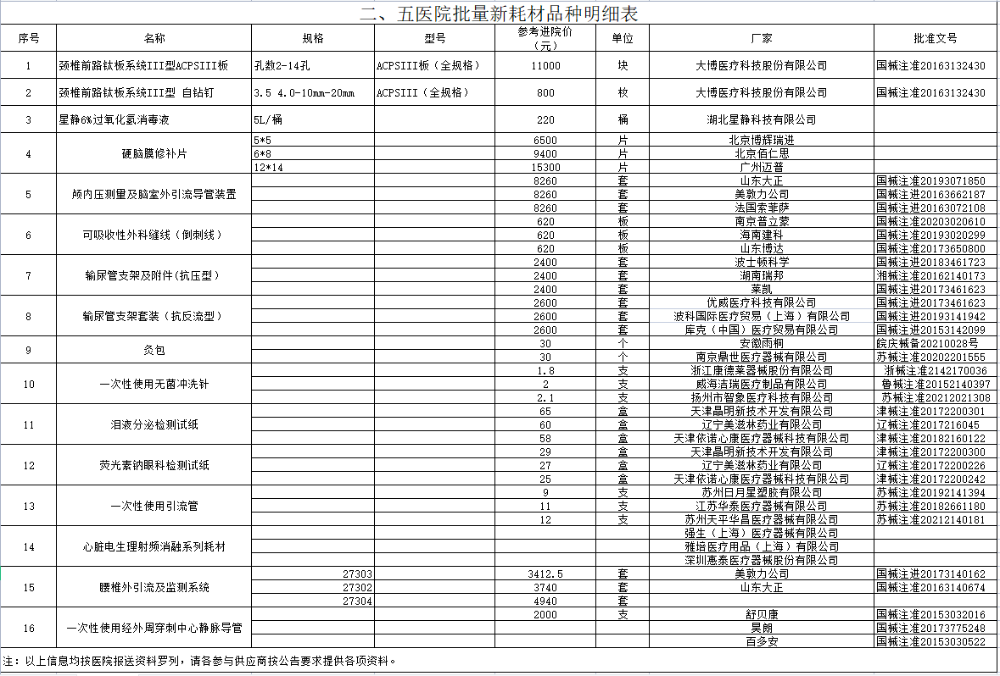 二、五医院批量新耗材品种明细表
序号 名称 规格 型号 参考进院价(元) 单位 厂家 批准文号
1 颈椎前路钛板系统III型ACPSIII板 孔数2-14孔 ACPSIII板(全规格) 11000 块 大博医疗科技股份有限公司 国械注准20163132430
2 颈椎前路钛板系统III型 自钻钉 3.5 4.0-10mm-20mm ACPSIII(全规格) 800 枚 大博医疗科技股份有限公司 国械注准20163132430
3 星静6%过氧化氢消毒液 5L/桶 220 桶 湖北星静科技有限公司
4 硬脑膜修补片 5*5 6500 片 北京博辉瑞进
6*8 9400 片 北京佰仁思
12*14 15300 片 广州迈普
5 颅内压测量及脑室外引流导管装置 8260 套 山东大正 国械注准20193071850
8260 套 美敦力公司 国械注进20163662187
8260 套 法国索菲萨 国械注进20163072108
6 可吸收性外科缝线(倒刺线) 620 板 南京普立蒙 国械注准20203020610
620 板 海南建科 国械注准20193020299
620 板 山东博达 国械注准20173650800
7 输尿管支架及附件(抗压型) 2400 套 波士顿科学 国械注进20183461723
2400 套 湖南瑞邦 湘械注准20162140173
2400 套 莱凯 国械注进20173461623
8 输尿管支架套装(抗反流型) 2600 套 优威医疗科技有限公司 国械注进20173461623
2600 套 波科国际医疗贸易(上海)有限公司 国械注进20193141942
2600 套 库克(中国)医疗贸易有限公司 国械注进20153142099
9 灸包 30 个 安徽雨桐 皖庆械备20210028号
30 个 南京鼎世医疗器械有限公司 苏械注准20202201555
10 一次性使用无菌冲洗针 1.8 支 浙江康德莱器械股份有限公司 浙械注准2142170036
2 支 威海洁瑞医疗制品有限公司 鲁械注准20152140397
2.1 支 扬州市智象医疗科技有限公司 苏械注准20212021308
11 泪液分泌检测试纸 65 盒 天津晶明新技术开发有限公司 津械注准20172200301
60 盒 辽宁美滋林药业有限公司 辽械注准2017216045
58 盒 天津依诺心康医疗器械科技有限公司 津械注准20182160122
12 荧光素钠眼科检测试纸 29 盒 天津晶明新技术开发有限公司 津械注准20172200300
27 盒 辽宁美滋林药业有限公司 辽械注准20172200226
25 盒 天津依诺心康医疗器械科技有限公司 津械注准20172200242
13 一次性使用引流管 9 支 苏州日月星塑胶有限公司 苏械注准20192141394
11 支 江苏华泰医疗器械有限公司 苏械注准20182661180
12 支 苏州天平华昌医疗器械有限公司 苏械注准20212140181
14 心脏电生理射频消融系列耗材 强生(上海)医疗器械有限公司
雅培医疗用品(上海)有限公司
深圳惠泰医疗器械股份有限公司
15 腰椎外引流及监测系统 27303 3412.5 套 美敦力公司 国械注进20173140162
27302 3740 套 山东大正 国械注准20163140674
27304 4940 套
16 一次性使用经外周穿刺中心静脉导管 2000 支 舒贝康 国械注准20153032016
昊朗 国械注准20173775248
百多安 国械注准20153030522
注:以上信息均按医院报送资料罗列,请各参与供应商按公告要求提供各项资料。